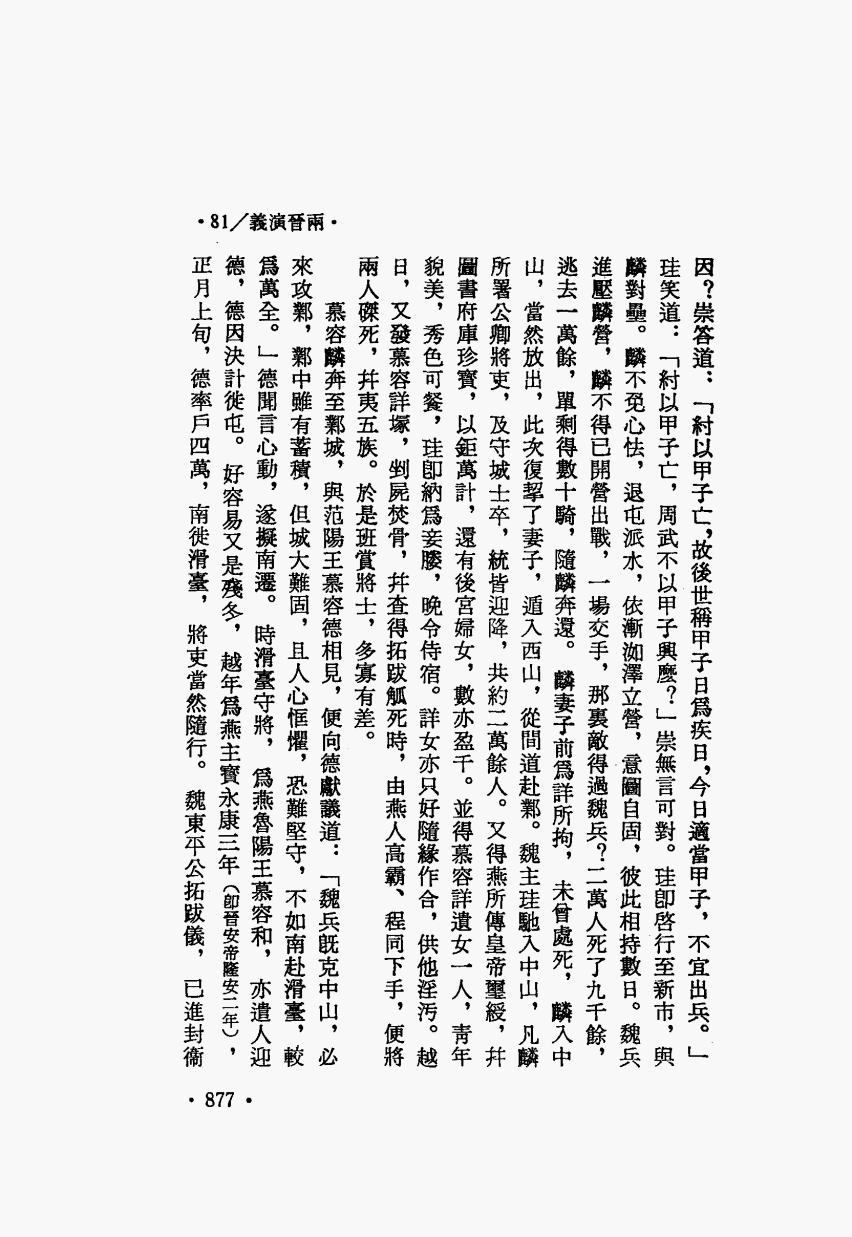 •81／義演晉兩•
因？崇答道：「紂以甲子亡，故後世稱甲子日爲疾日，今日適當甲子，不宜出兵。」
珪笑道：「紂以甲子亡，周武不以甲子興麼？」崇無言可對。珪卽啓行至新市，與
麟對壘。麟不免心怯，退屯派水，依漸洳澤立營，意圖自固，彼此相持數日。魏兵
進壓麟營，麟不得已開營出戰，一場交手，那裏敵得過魏兵？二萬人死了九千餘，
逃去一萬餘，單剩得數十騎，隨麟奔還。麟妻子前爲詳所拘，未曾處死，麟入中
山，當然放出，此次復挈了妻子，遁入西山，從間道赴鄴。魏主珪馳入中山，凡麟
所署公卿將吏，及守城士卒，統皆迎降，共約二萬餘人。又得燕所傳皇帝璽綬，幷
圖書府庫珍寶，以鉅萬計，還有後宮婦女，數亦盈千。並得慕容詳遺女一人，靑年
貌美，秀色可餐，珪卽納爲妾媵，晚令侍宿。詳女亦只好隨緣作合，供他淫污。越
日，又發慕容詳塚，剉屍焚骨，幷查得拓跋觚死時，由燕人高霸、程同下手，便將
兩人磔死，幷夷五族。於是班賞將士，多寡有差。
慕容麟奔至鄴城，與范陽王慕容德相見，便向德獻議道：「魏兵旣克中山，必
來攻鄴，鄴中雖有蓄積，但城大難固，且人心恇懼，恐難堅守，不如南赴滑臺，較
爲萬全。」德聞言心動，遂擬南遷。時滑臺守將，爲燕魯陽王慕容和，亦遣人迎
德，德因決計徙屯。好容易又是殘冬，越年爲燕主寳永康三年（卽晉安帝隆安二年），
正月上旬，德率戶四萬，南徙滑臺，將吏當然隨行。魏東平公拓跋儀，已進封衞
•877•